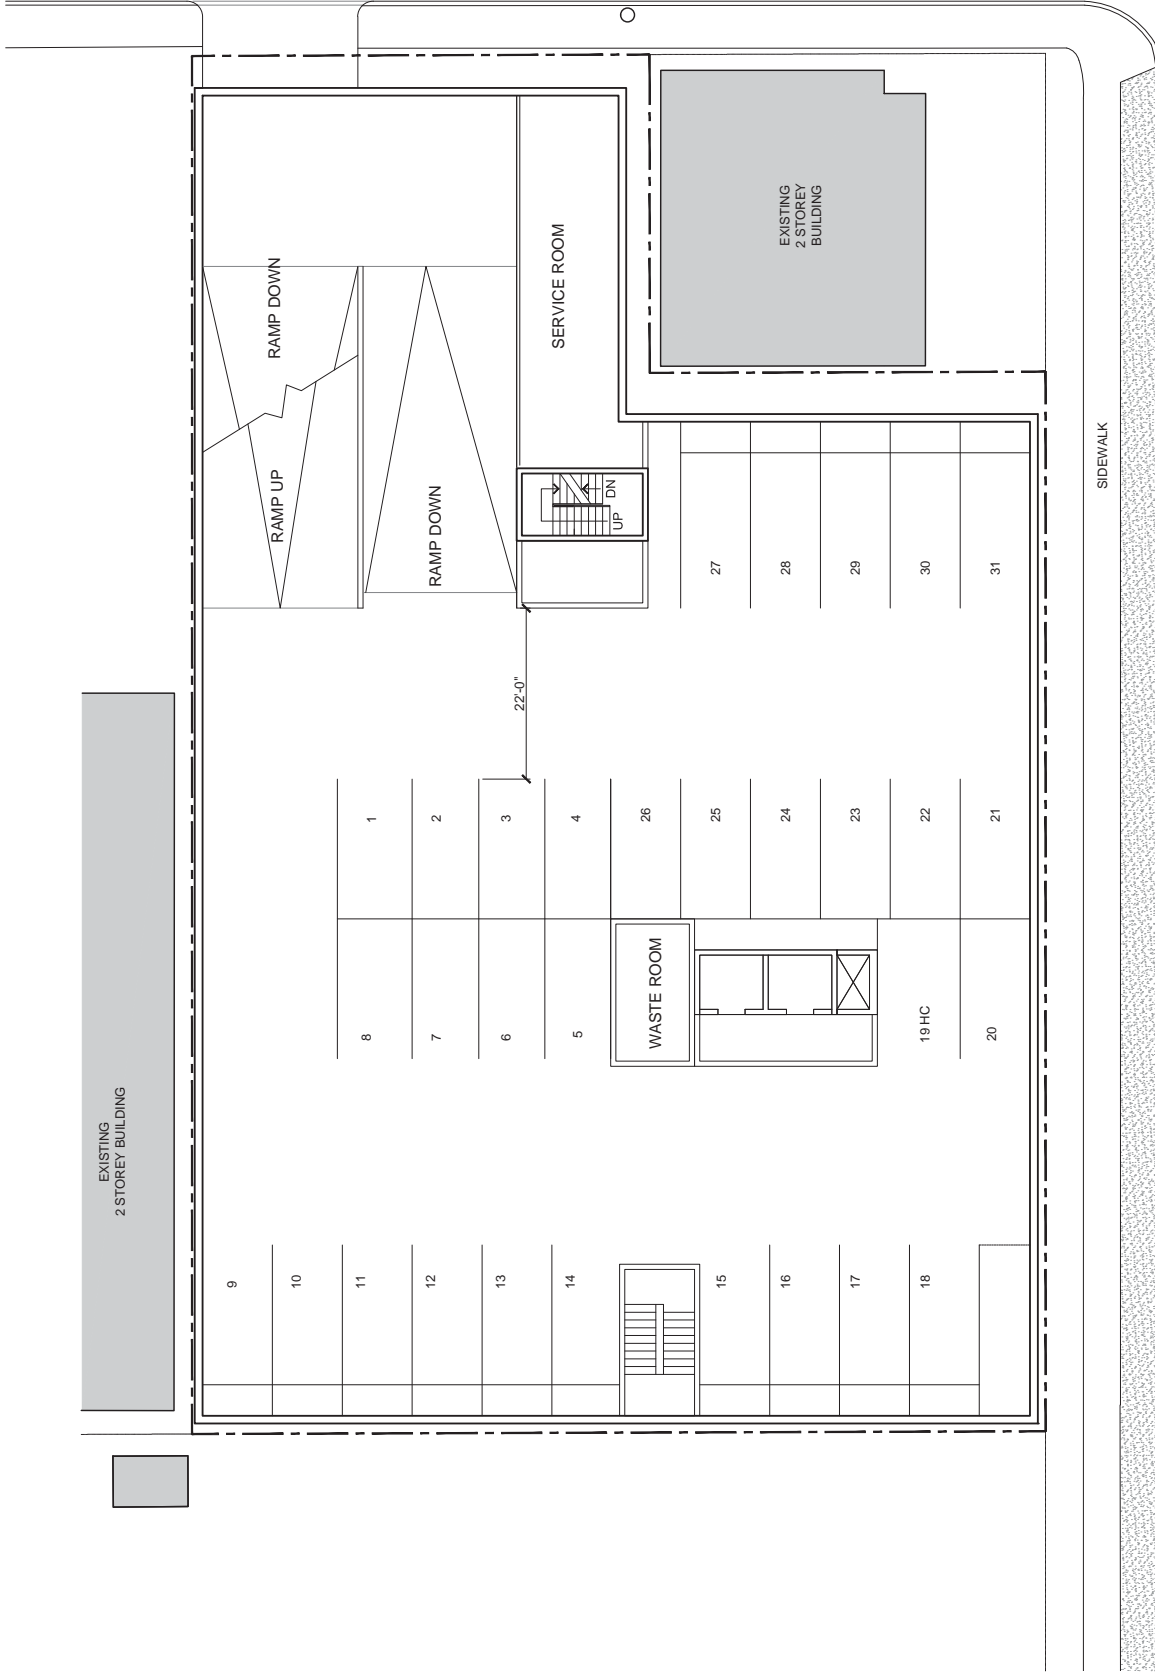 EXISTING
2 STOREY
BUILDING
SERVICE ROOM
RAMP DOWN
RAMP UP
RAMP DOWN
UP
DN
SIDEWALK
27
28
29
30
31
22'-0"
1
2
3
4
26
25
24
23
22
21
8
7
6
5
WASTE ROOM
19 HC
20
EXISTING
2 STOREY BUILDING
9
10
11
12
13
14
15
16
17
18